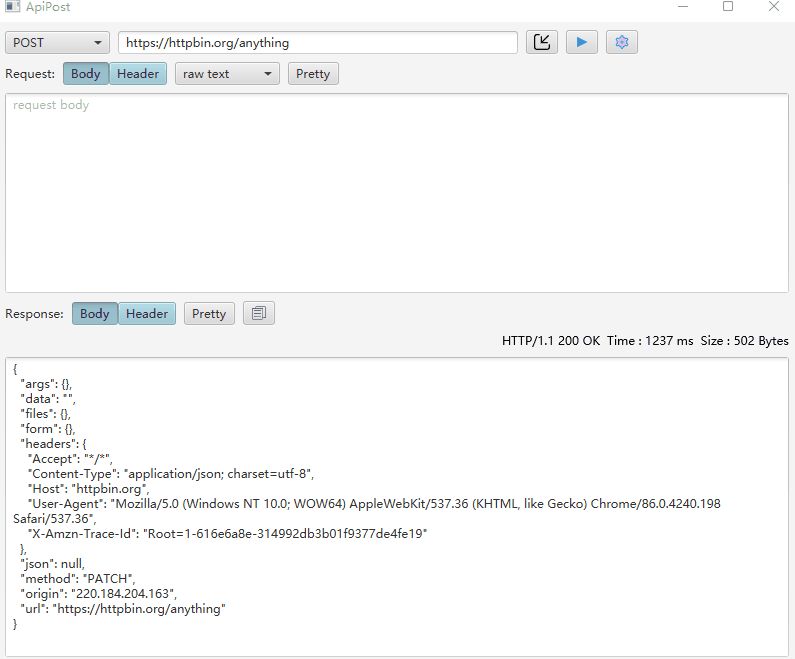 ApiPost
POST https://httpbin.org/anything
Request: Body Header raw text Pretty
request body
Response: Body Header Pretty
HTTP/1.1 200 OK Time : 1237 ms Size : 502 Bytes
{
"args": {},
"data": "",
"files": {},
"form": {},
"headers": {
"Accept": "*/*",
"Content-Type": "application/json; charset=utf-8",
"Host": "httpbin.org",
"User-Agent": "Mozilla/5.0 (Windows NT 10.0; WOW64) AppleWebKit/537.36 (KHTML, like Gecko) Chrome/86.0.4240.198
Safari/537.36",
"X-Amzn-Trace-Id": "Root=1-616e6a8e-314992db3b01f9377de4fe19"
},
"json": null,
"method": "PATCH",
"origin": "220.184.204.163",
"url": "https://httpbin.org/anything"
}